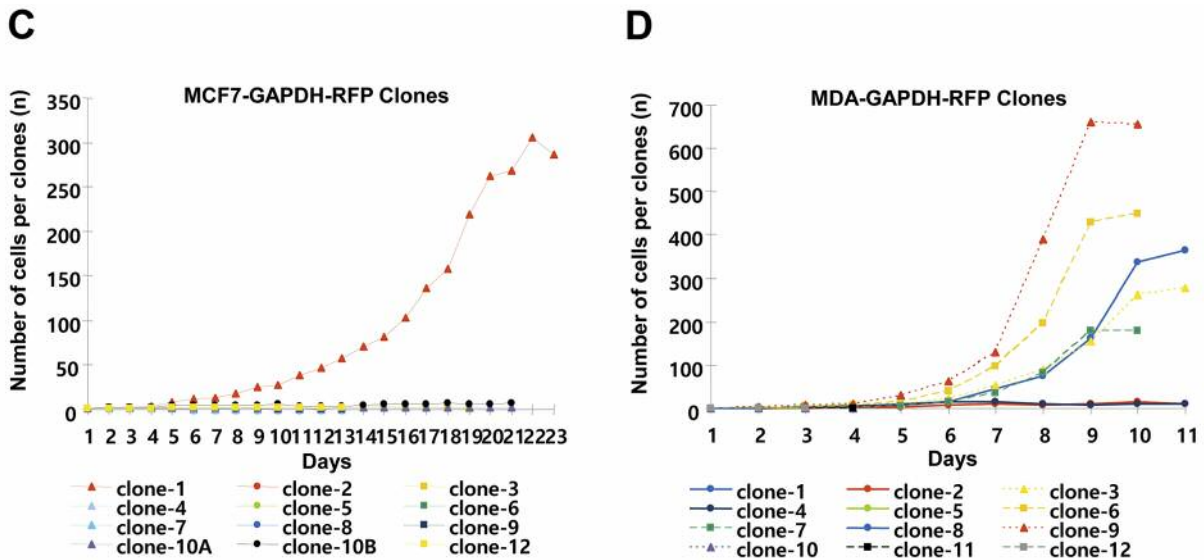 C
MCF7-GAPDH-RFP Clones
Number of cells per clones (n)
350
300
250
200
150
100
50
0
1 2 3 4 5 6 7 8 9 10 11 12 13 14 15 16 17 18 19 20 21 22 23
Days
clone-1 clone-2 clone-3
clone-4 clone-5 clone-6
clone-7 clone-8 clone-9
clone-10A clone-10B clone-12
D
MDA-GAPDH-RFP Clones
Number of cells per clones (n)
700
600
500
400
300
200
100
0
1 2 3 4 5 6 7 8 9 10 11
Days
clone-1 clone-2 clone-3
clone-4 clone-5 clone-6
clone-7 clone-8 clone-9
clone-10 clone-11 clone-12